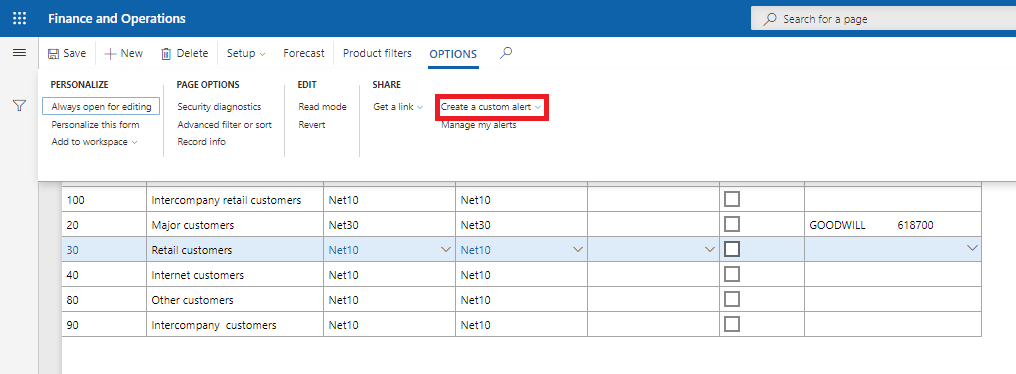 Finance and Operations
Search for a page
Save New Delete Setup Forecast Product filters OPTIONS
PERSONALIZE PAGE OPTIONS EDIT SHARE
Always open for editing Security diagnostics Read mode Get a link Create a custom alert
Personalize this form Advanced filter or sort Revert Manage my alerts
Add to workspace Record info
100 Intercompany retail customers Net10 Net10
20 Major customers Net30 Net30 GOODWILL 618700
30 Retail customers Net10 Net10
40 Internet customers Net10 Net10
80 Other customers Net10 Net10
90 Intercompany customers Net10 Net10